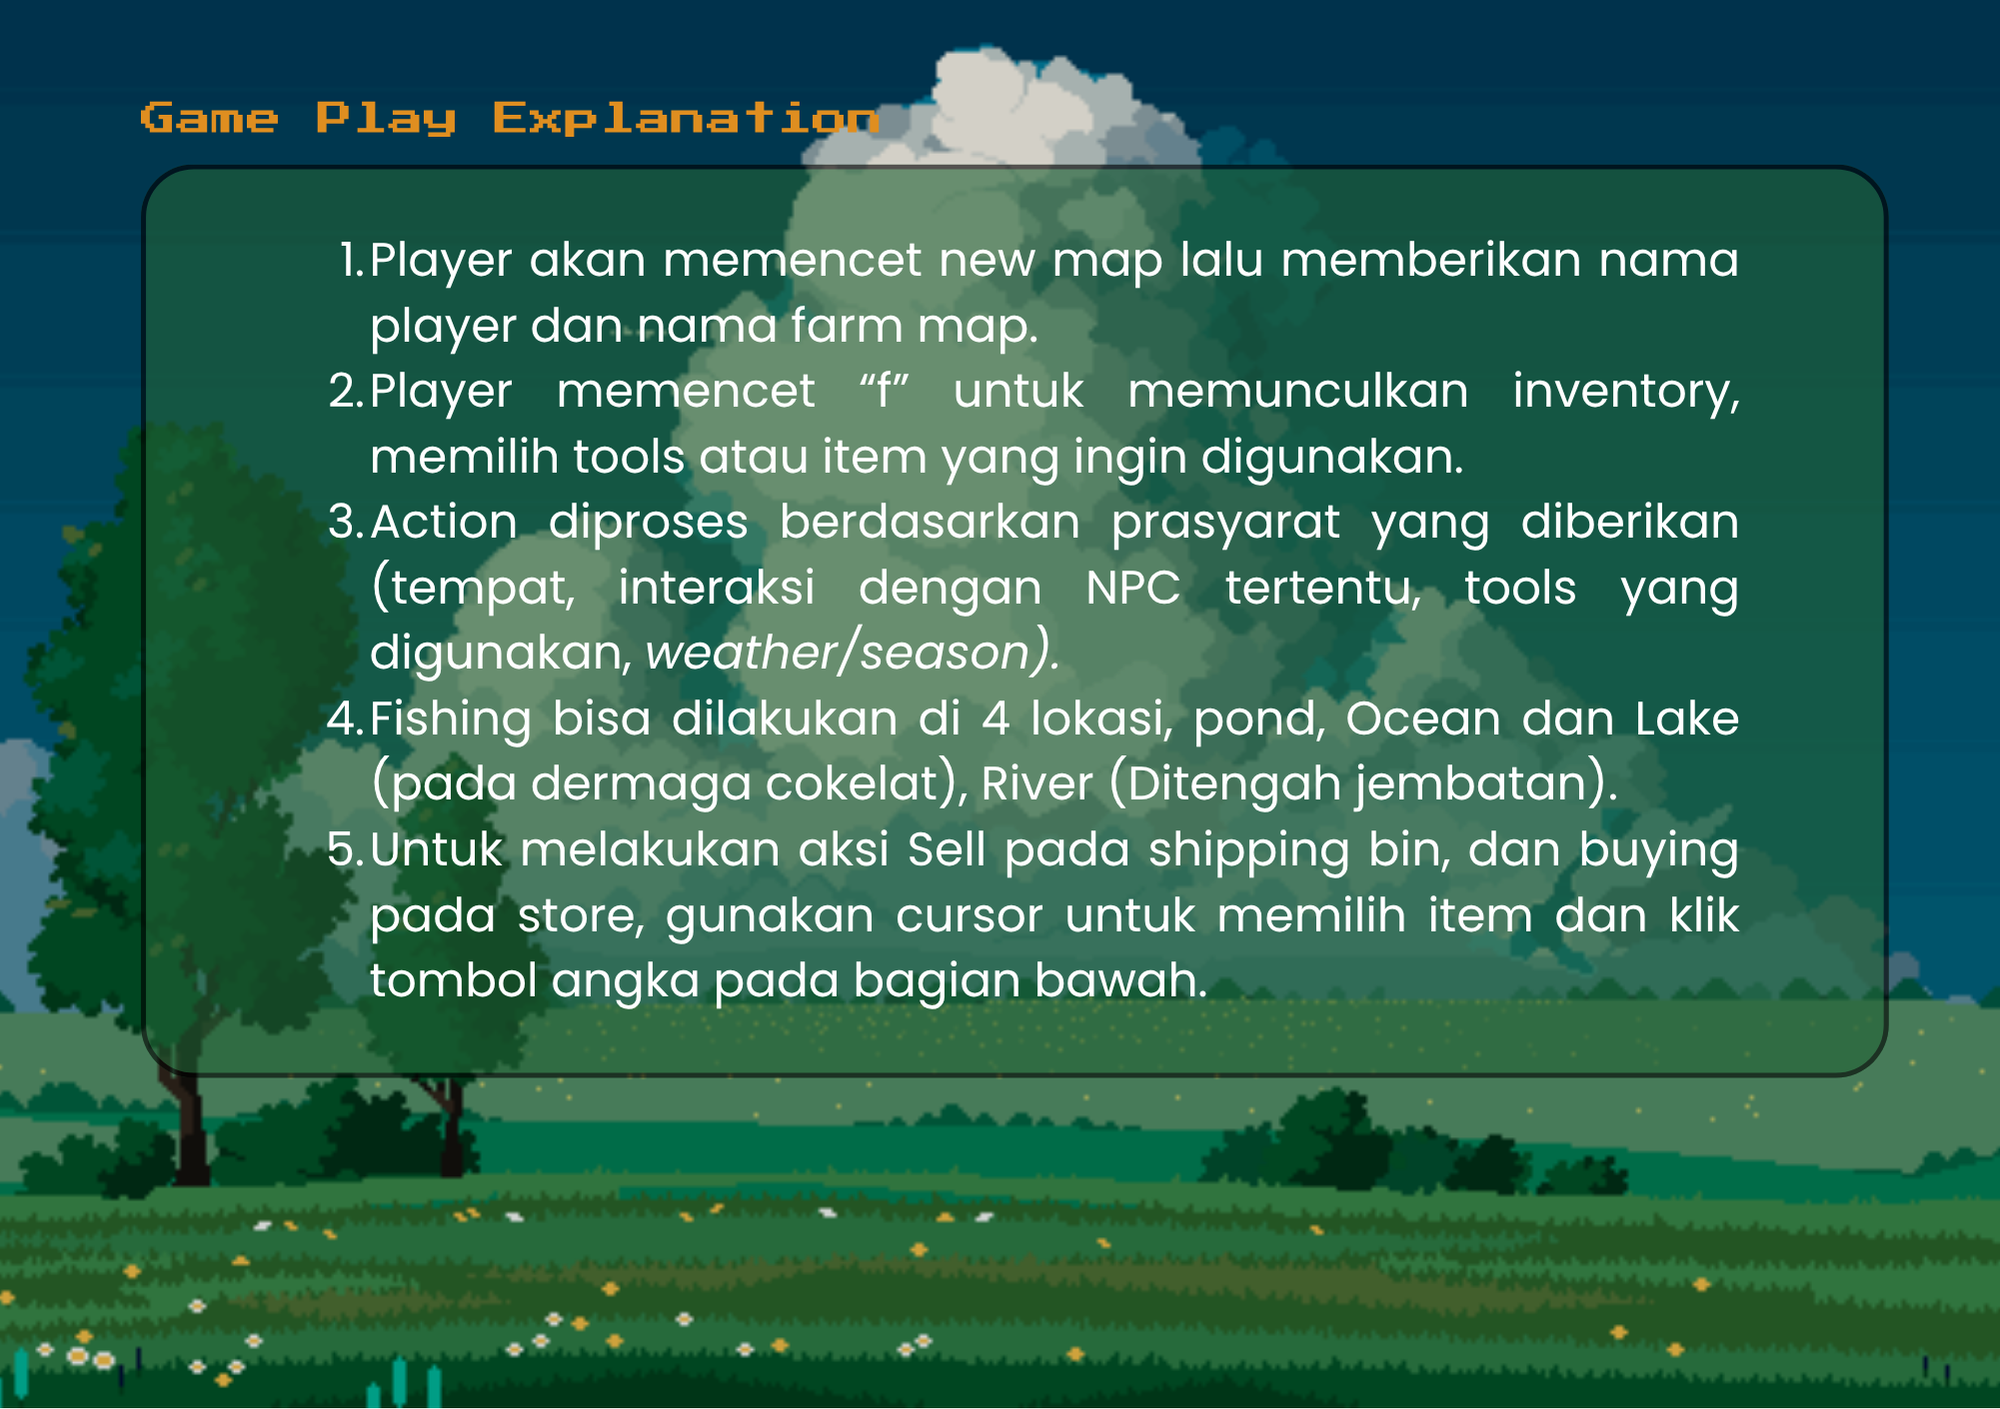 Game Play Explanation
1. Player akan memencet new map lalu memberikan nama
player dan nama farm map.
2. Player memencet “f” untuk memunculkan inventory,
memilih tools atau item yang ingin digunakan.
3. Action diproses berdasarkan prasyarat yang diberikan
(tempat, interaksi dengan NPC tertentu, tools yang
digunakan, weather/season).
4. Fishing bisa dilakukan di 4 lokasi, pond, Ocean dan Lake
(pada dermaga cokelat), River (Ditengah jembatan).
5. Untuk melakukan aksi Sell pada shipping bin, dan buying
pada store, gunakan cursor untuk memilih item dan klik
tombol angka pada bagian bawah.